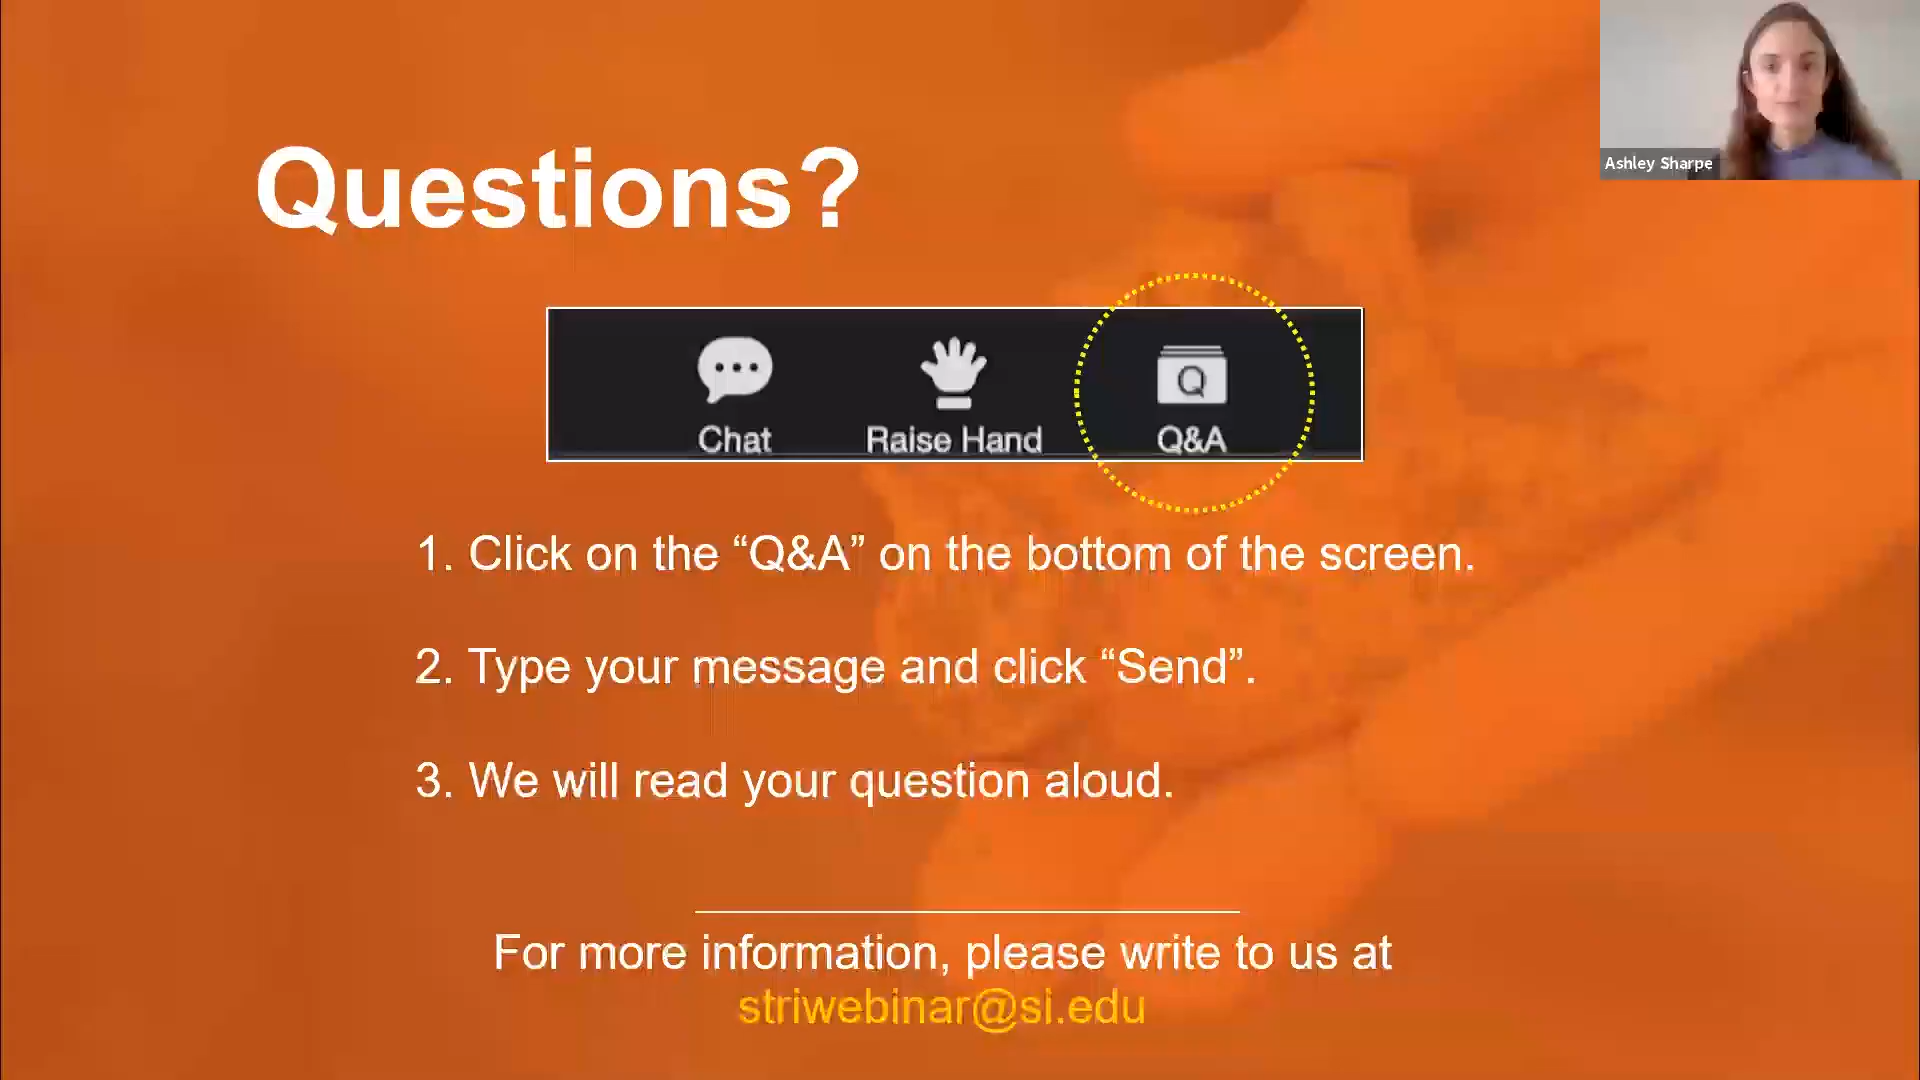 Ashley Sharpe
Questions?
Chat
Raise Hand
Q
Q&A
1. Click on the “Q&A” on the bottom of the screen.
2. Type your message and click “Send”.
3. We will read your question aloud.
For more information, please write to us at
striwebinar@si.edu